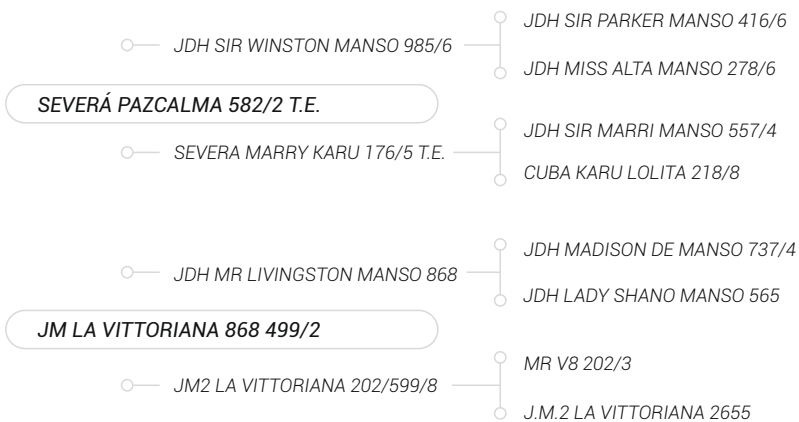 JDH SIR PARKER MANSO 416/6
JDH SIR WINSTON MANSO 985/6
JDH MISS ALTA MANSO 278/6
SEVERÁ PAZCALMA 582/2 T.E.
JDH SIR MARRI MANSO 557/4
SEVERA MARRY KARU 176/5 T.E.
CUBA KARU LOLITA 218/8
JDH MADISON DE MANSO 737/4
JDH MR LIVINGSTON MANSO 868
JDH LADY SHANO MANSO 565
JM LA VITTORIANA 868 499/2
MR V8 202/3
JM2 LA VITTORIANA 202/599/8
J.M.2 LA VITTORIANA 2655